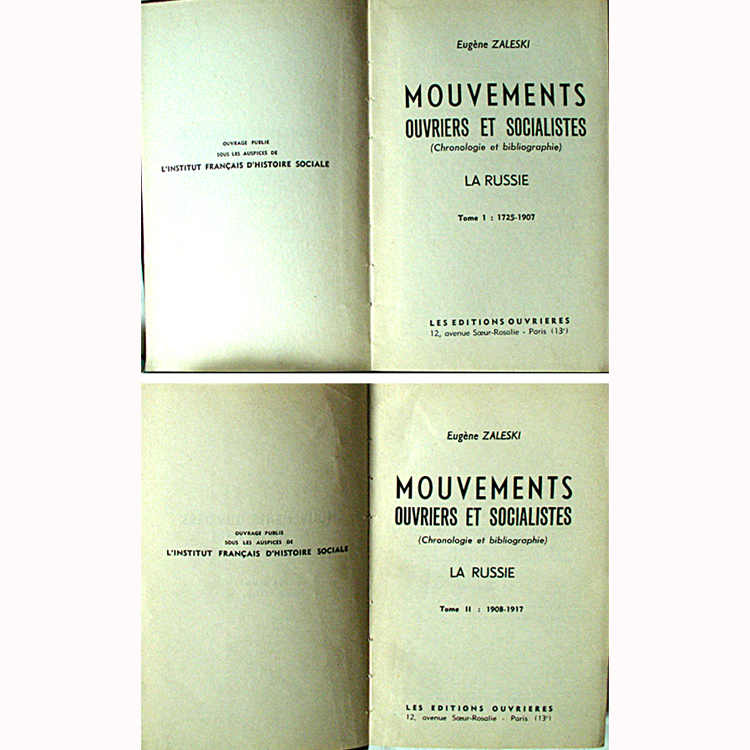 OUVRAGE PUBLIE
SOUS LES AUSPICES DE
L'INSTITUT FRANÇAIS D'HISTOIRE SOCIALE
Eugène ZALESKI
MOUVEMENTS
OUVRIERS ET SOCIALISTES
(Chronologie et bibliographie)
LA RUSSIE
Tome I : 1725-1907
LES EDITIONS OUVRIERES
12, avenue Sœur-Rosalie - Paris (13e)
OUVRAGE PUBLIE
SOUS LES AUSPICES DE
L'INSTITUT FRANÇAIS D'HISTOIRE SOCIALE
Eugène ZALESKI
MOUVEMENTS
OUVRIERS ET SOCIALISTES
(Chronologie et bibliographie)
LA RUSSIE
Tome II : 1908-1917
LES EDITIONS OUVRIERES
12, avenue Sœur-Rosalie - Paris (13e)